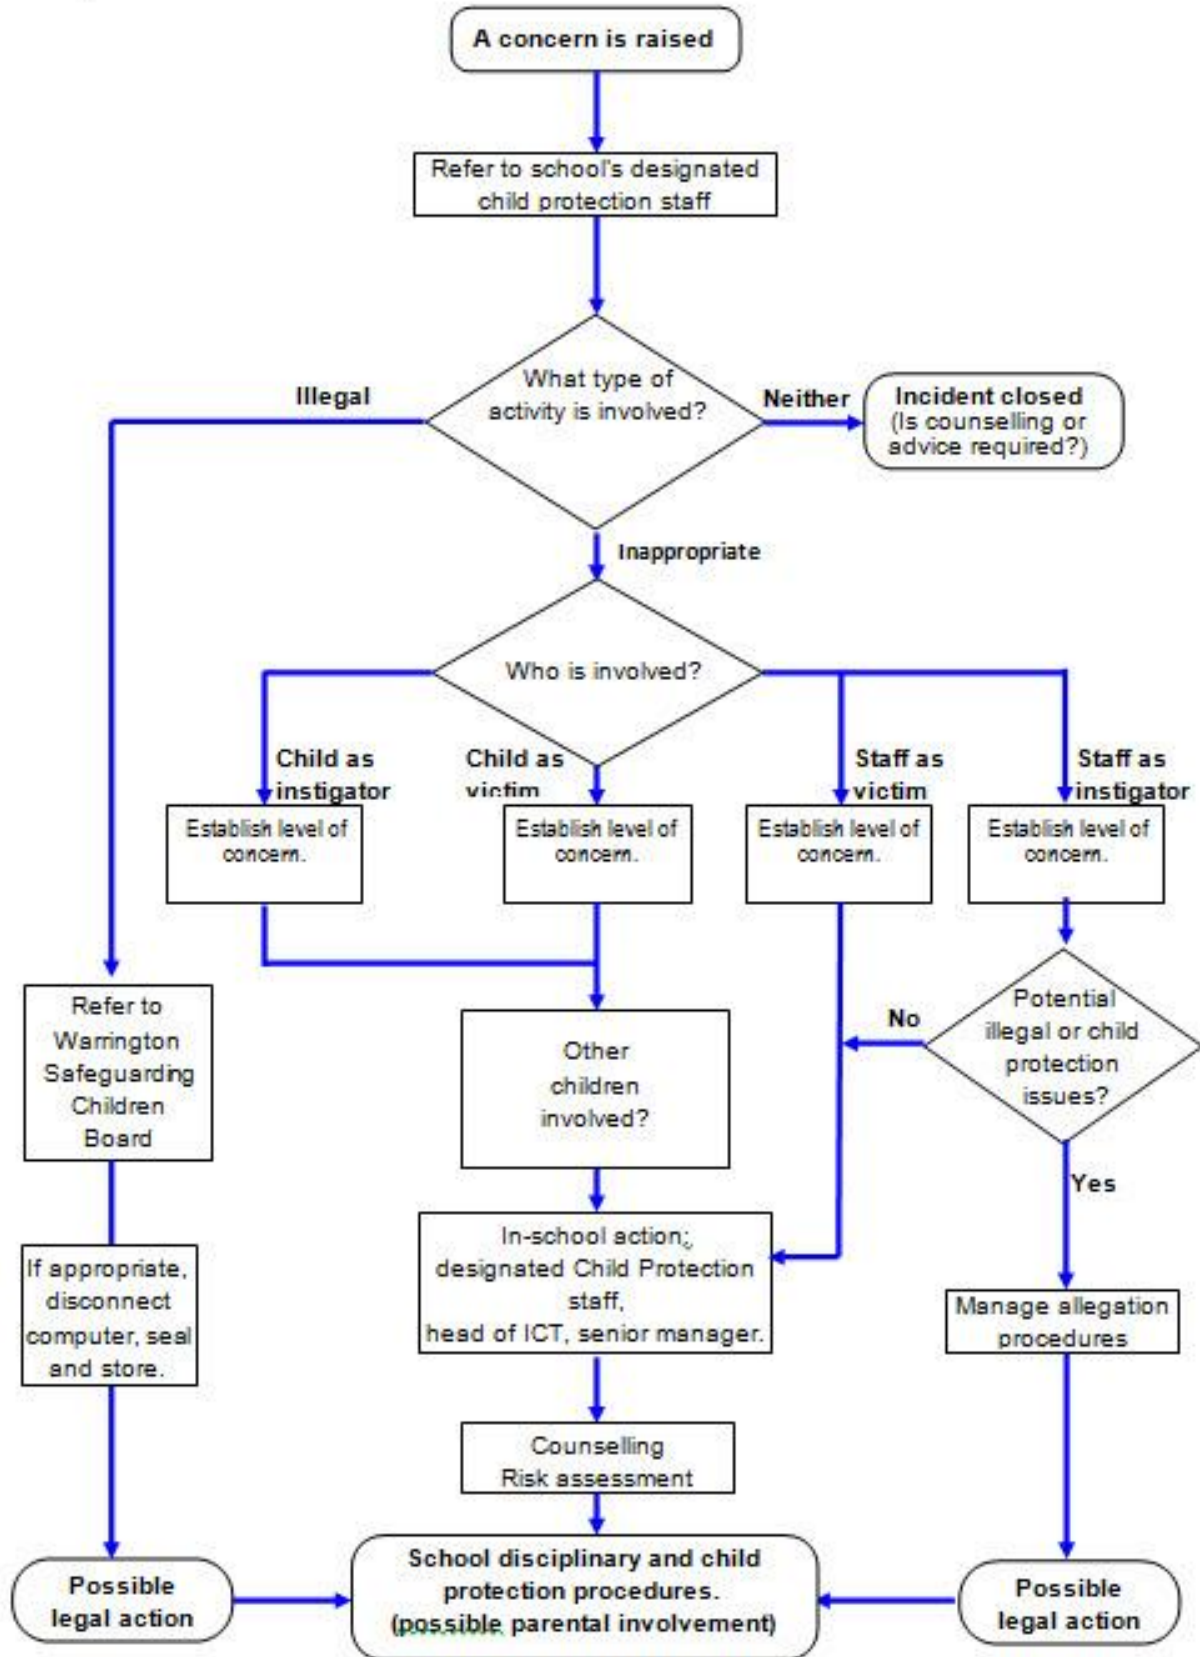 A concern is raised
Refer to school's designated
child protection staff
What type of
activity is involved?
Illegal
Neither
Incident closed
(Is counselling or
advice required?)
Inappropriate
Who is involved?
Child as
instigator
Child as
victim
Staff as
victim
Staff as
instigator
Establish level of
concern.
Establish level of
concern.
Establish level of
concern.
Establish level of
concern.
Refer to
Warrington
Safeguarding
Children
Board
Other
children
involved?
No
Potential
illegal or child
protection
issues?
Yes
If appropriate,
disconnect
computer, seal
and store.
In-school action;
designated Child Protection
staff,
head of ICT, senior manager.
Manage allegation
procedures
Counselling
Risk assessment
Possible
legal action
School disciplinary and child
protection procedures.
(possible parental involvement)
Possible
legal action